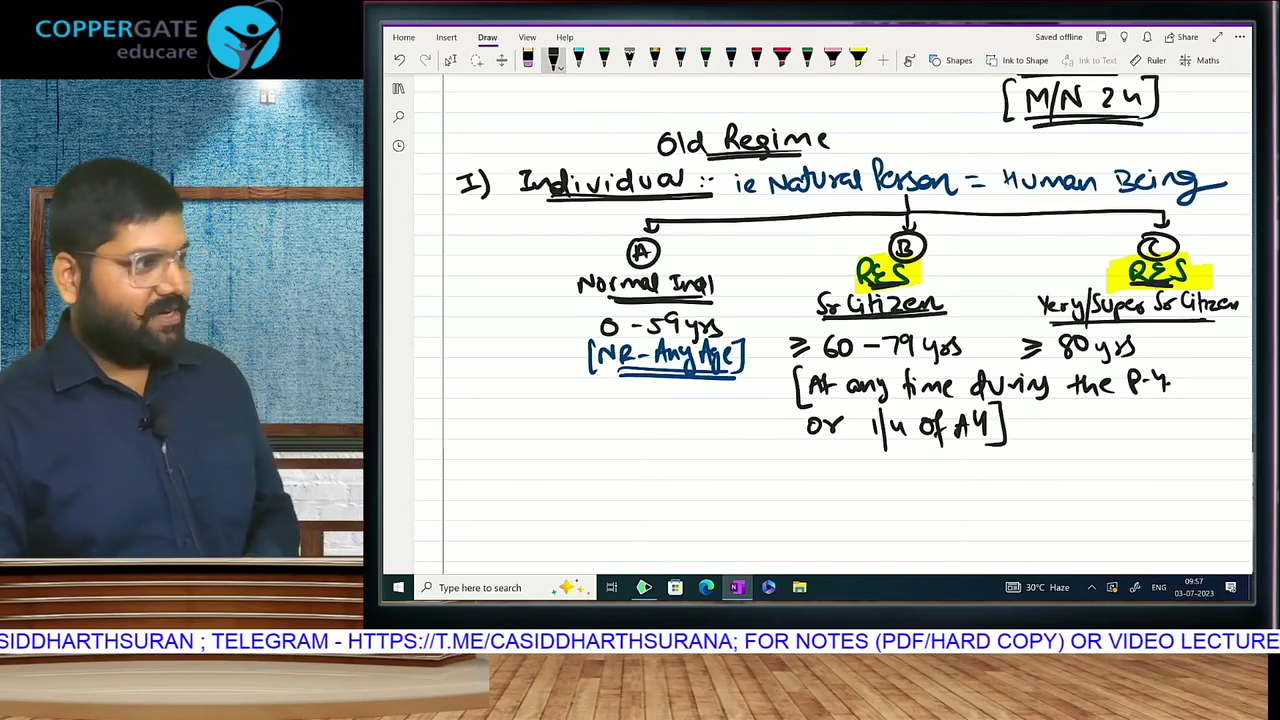 COPPERGATE
educare
Home Insert Draw View Help
Saved offline Share
Shapes Ink to Shape Ink to Text Ruler Maths
[M/N 24]
Old Regime
I) Individual :- ie Natural Person = Human Being
A B C
RES RES
Normal Indl Sr Citizen Very/Super Sr Citizen
0 - 59 yrs ≥ 60 - 79 yrs ≥ 80 yrs
[NR - Any Age]
[At any time during the P.Y.
or 1/4 of AY]
Type here to search
30°C Haze
ENG
09:57
03-07-2023
SIDDHARTHSURAN ; TELEGRAM - HTTPS://T.ME/CASIDDHARTHSURANA; FOR NOTES (PDF/HARD COPY) OR VIDEO LECTURE